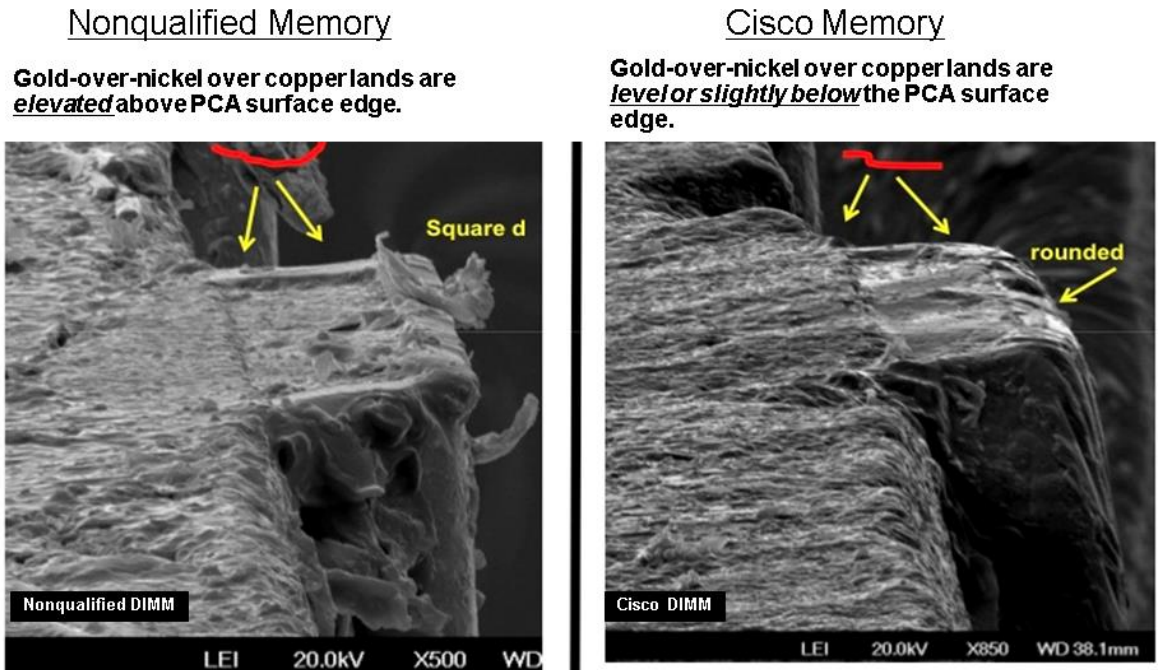 Nonqualified Memory
Gold-over-nickel over copper lands are
elevated above PCA surface edge.
Square d
Nonqualified DIMM
LEI 20.0kV X500 WD
Cisco Memory
Gold-over-nickel over copper lands are
level or slightly below the PCA surface
edge.
rounded
Cisco DIMM
LEI 20.0kV X850 WD 38.1mm